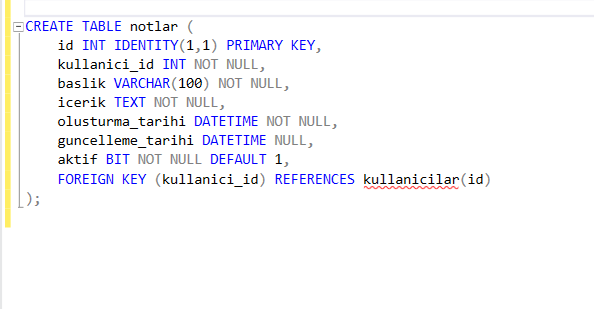 CREATE TABLE notlar (
id INT IDENTITY(1,1) PRIMARY KEY,
kullanici_id INT NOT NULL,
baslik VARCHAR(100) NOT NULL,
icerik TEXT NOT NULL,
olusturma_tarihi DATETIME NOT NULL,
guncelleme_tarihi DATETIME NULL,
aktif BIT NOT NULL DEFAULT 1,
FOREIGN KEY (kullanici_id) REFERENCES kullanicilar(id)
);